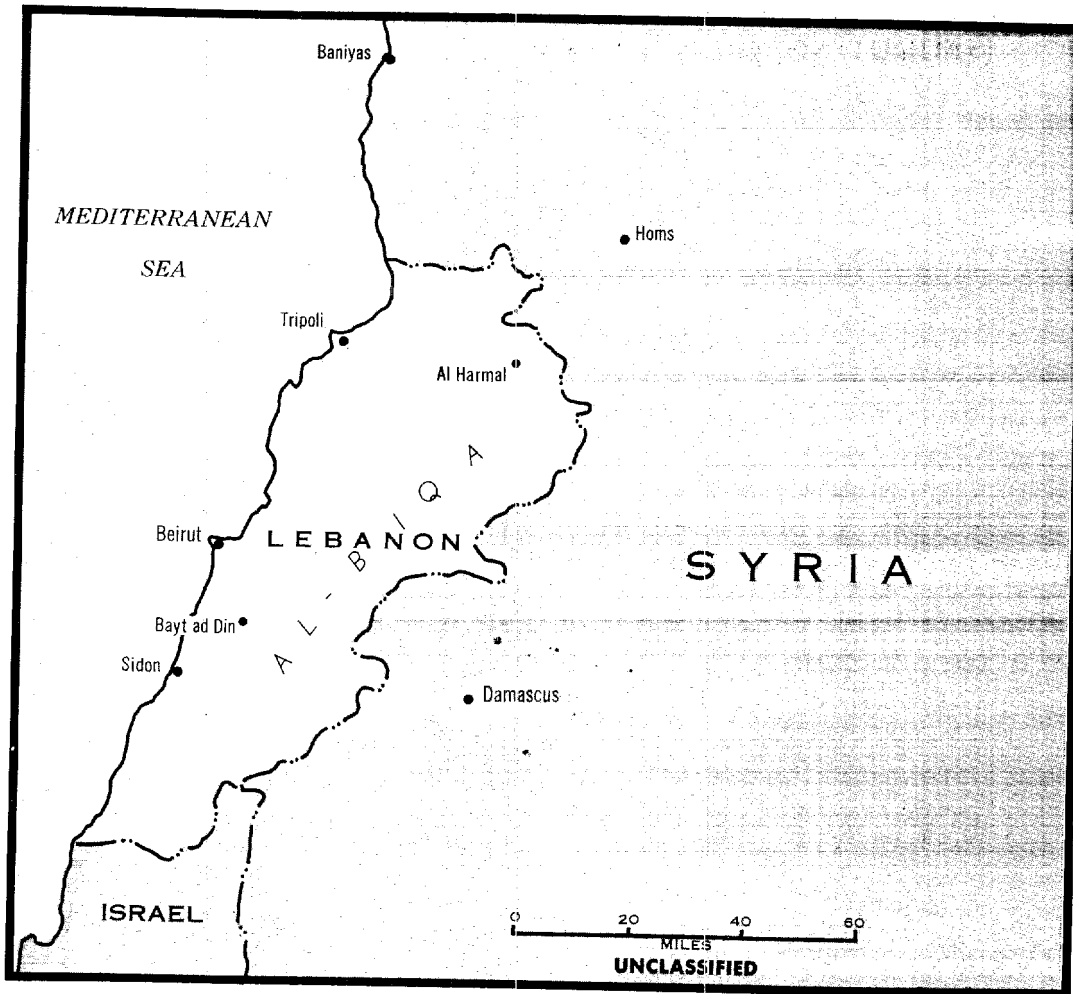 Baniyas
MEDITERRANEAN
SEA
Homs
Tripoli
Al Harmal
AL-BIQA
Beirut
LEBANON
SYRIA
Bayt ad Din
Sidon
Damascus
ISRAEL
0 20 40 60
MILES
UNCLASSIFIED